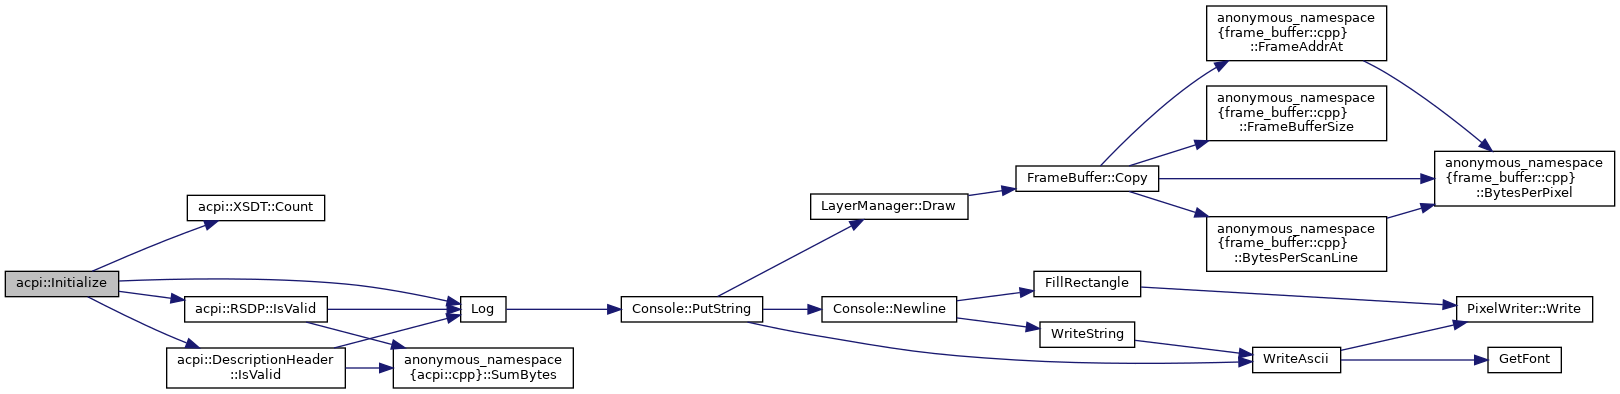 anonymous_namespace
{frame_buffer::cpp}
::FrameAddrAt
anonymous_namespace
{frame_buffer::cpp}
::FrameBufferSize
anonymous_namespace
{frame_buffer::cpp}
::BytesPerPixel
FrameBuffer::Copy
acpi::XSDT::Count
LayerManager::Draw
anonymous_namespace
{frame_buffer::cpp}
::BytesPerScanLine
acpi::Initialize
FillRectangle
acpi::RSDP::IsValid
Log
Console::PutString
Console::Newline
PixelWriter::Write
WriteString
acpi::DescriptionHeader
::IsValid
anonymous_namespace
{acpi::cpp}::SumBytes
WriteAscii
GetFont